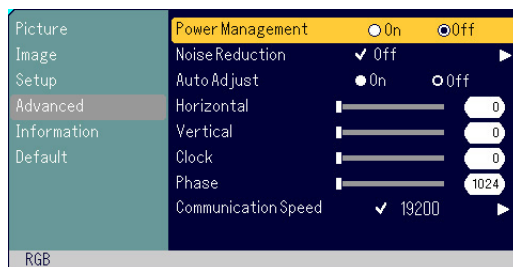 Picture
Image
Setup
Advanced
Information
Default
Power Management On Off
Noise Reduction Off
Auto Adjust On Off
Horizontal 0
Vertical 0
Clock 0
Phase 1024
Communication Speed 19200
RGB